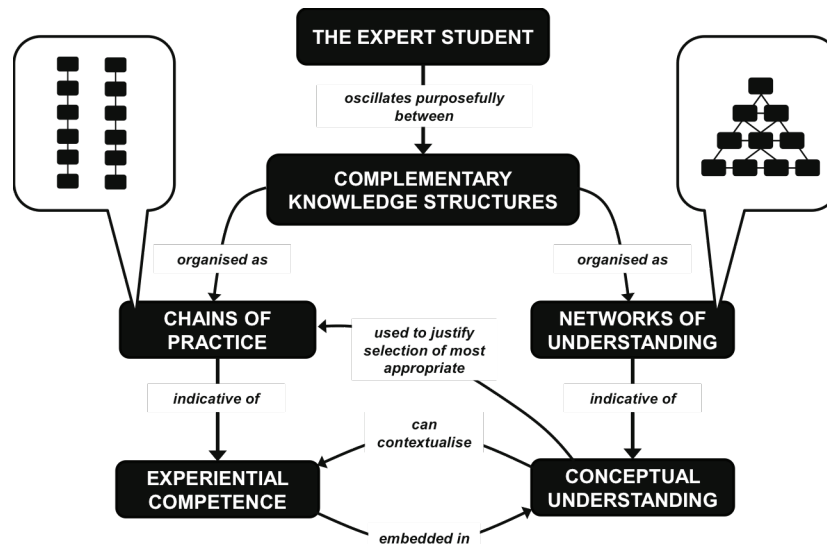 THE EXPERT STUDENT
oscillates purposefully
between
COMPLEMENTARY
KNOWLEDGE STRUCTURES
organised as
organised as
CHAINS OF
PRACTICE
used to justify
selection of most
appropriate
NETWORKS OF
UNDERSTANDING
indicative of
indicative of
can
contextualise
EXPERIENTIAL
COMPETENCE
CONCEPTUAL
UNDERSTANDING
embedded in